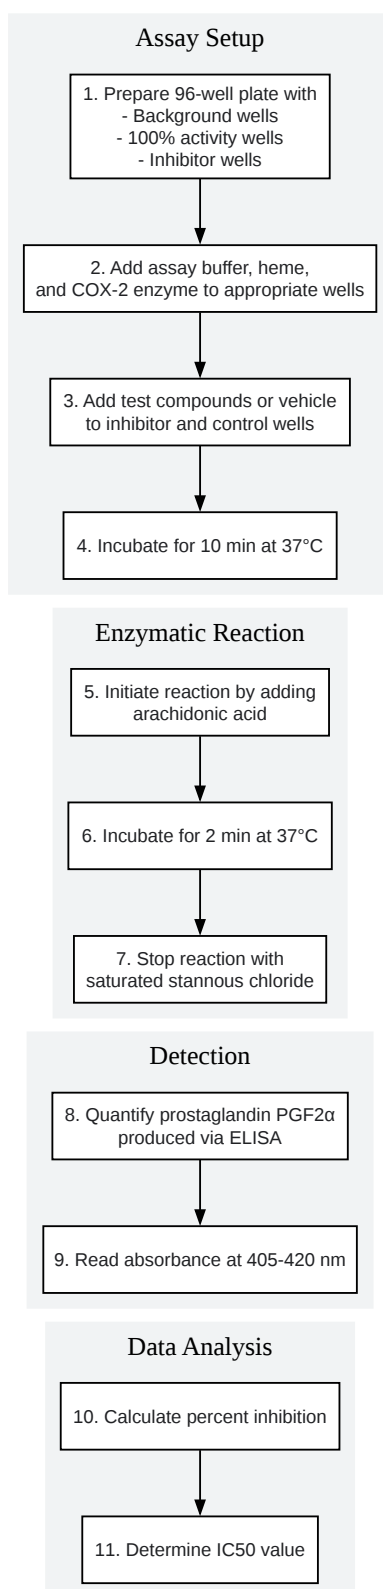 Assay Setup
1. Prepare 96-well plate with
- Background wells
- 100% activity wells
- Inhibitor wells
2. Add assay buffer, heme,
and COX-2 enzyme to appropriate wells
3. Add test compounds or vehicle
to inhibitor and control wells
4. Incubate for 10 min at 37°C
Enzymatic Reaction
5. Initiate reaction by adding
arachidonic acid
6. Incubate for 2 min at 37°C
7. Stop reaction with
saturated stannous chloride
Detection
8. Quantify prostaglandin PGF2α
produced via ELISA
9. Read absorbance at 405-420 nm
Data Analysis
10. Calculate percent inhibition
11. Determine IC50 value